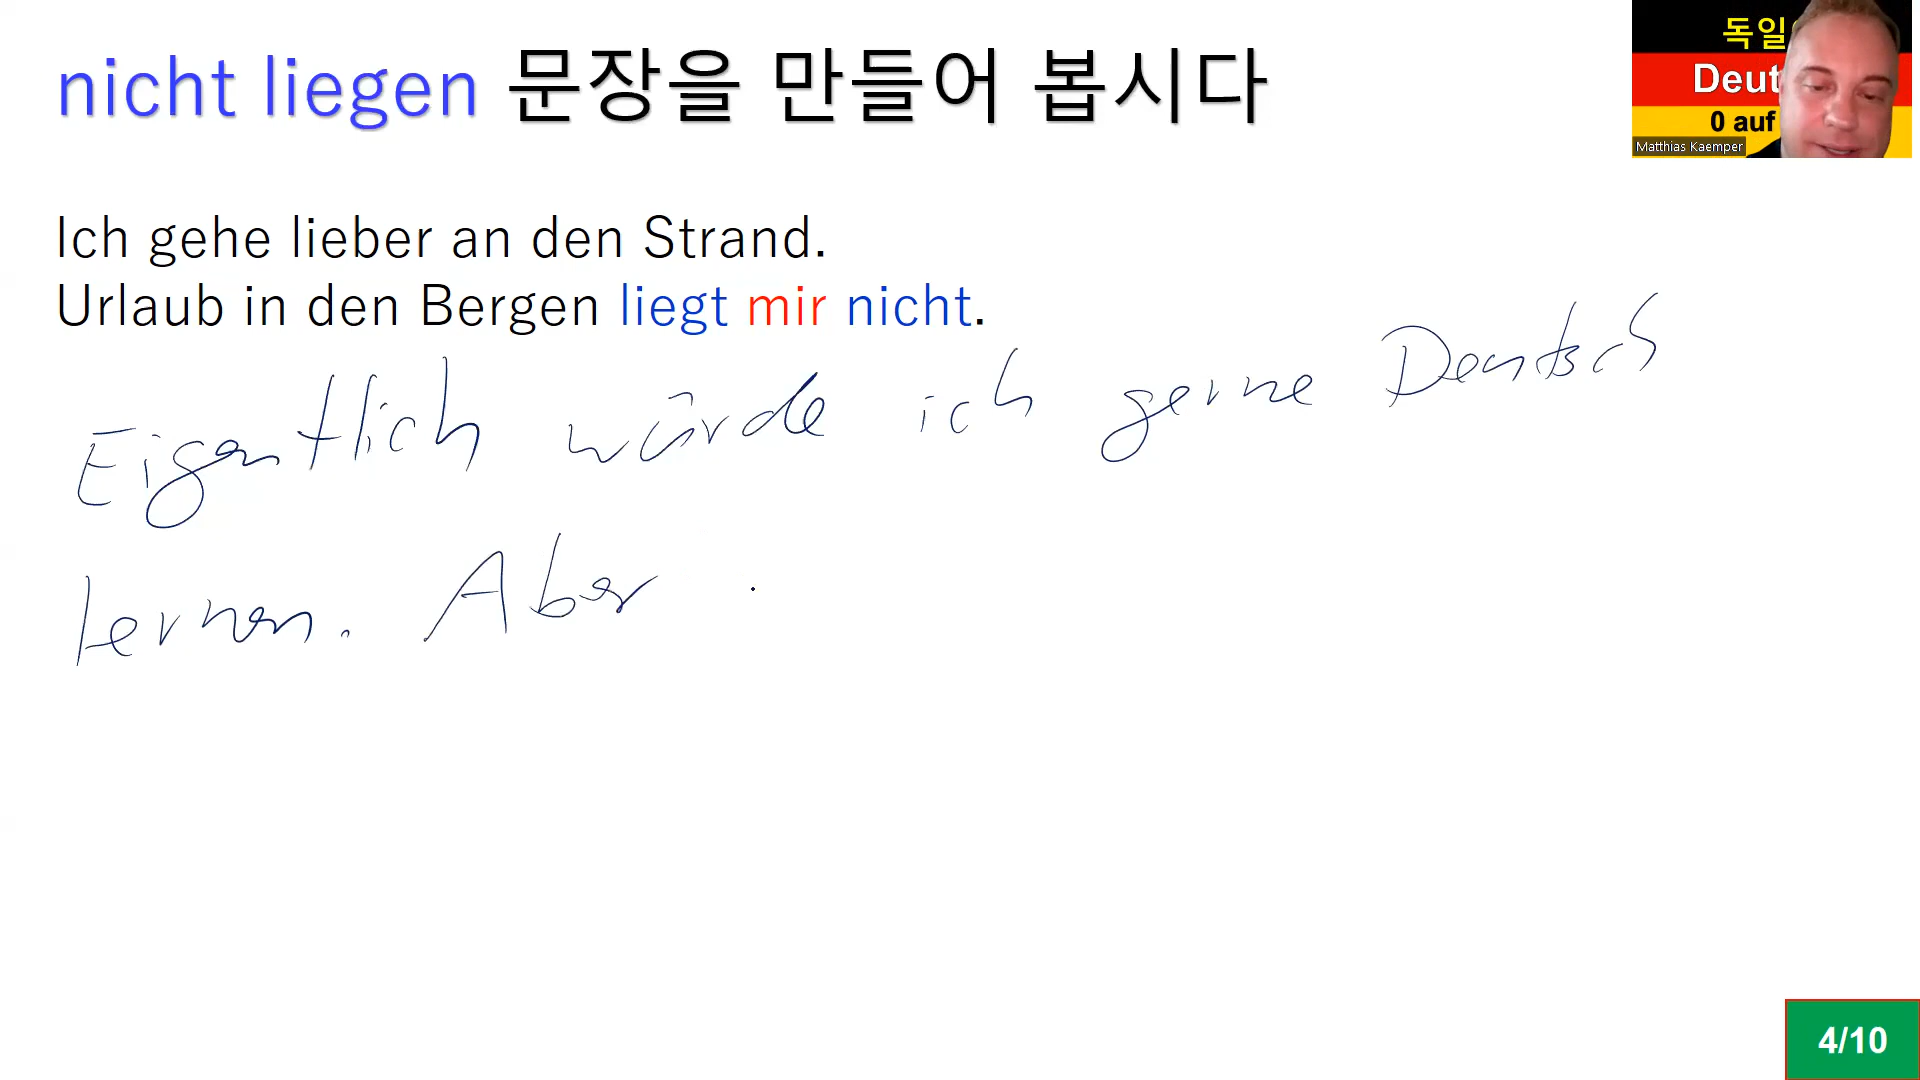 nicht liegen 문장을 만들어 봅시다
독일
Deut
0 auf
Matthias Kaemper
Ich gehe lieber an den Strand.
Urlaub in den Bergen liegt mir nicht.
Eigentlich würde ich gerne Deutsch
lernen. Aber
4/10